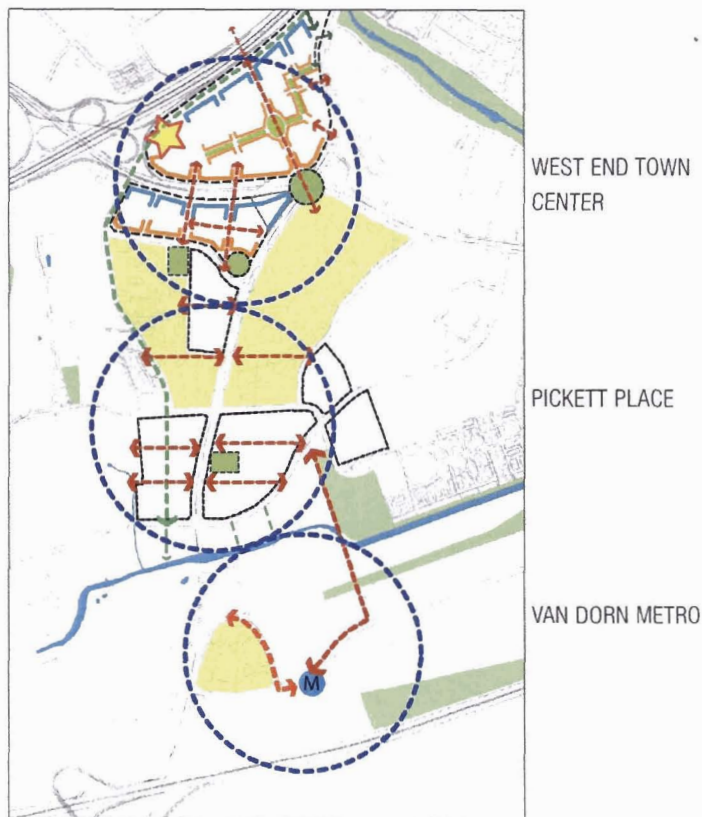 WEST END TOWN
CENTER
PICKETT PLACE
VAN DORN METRO
M